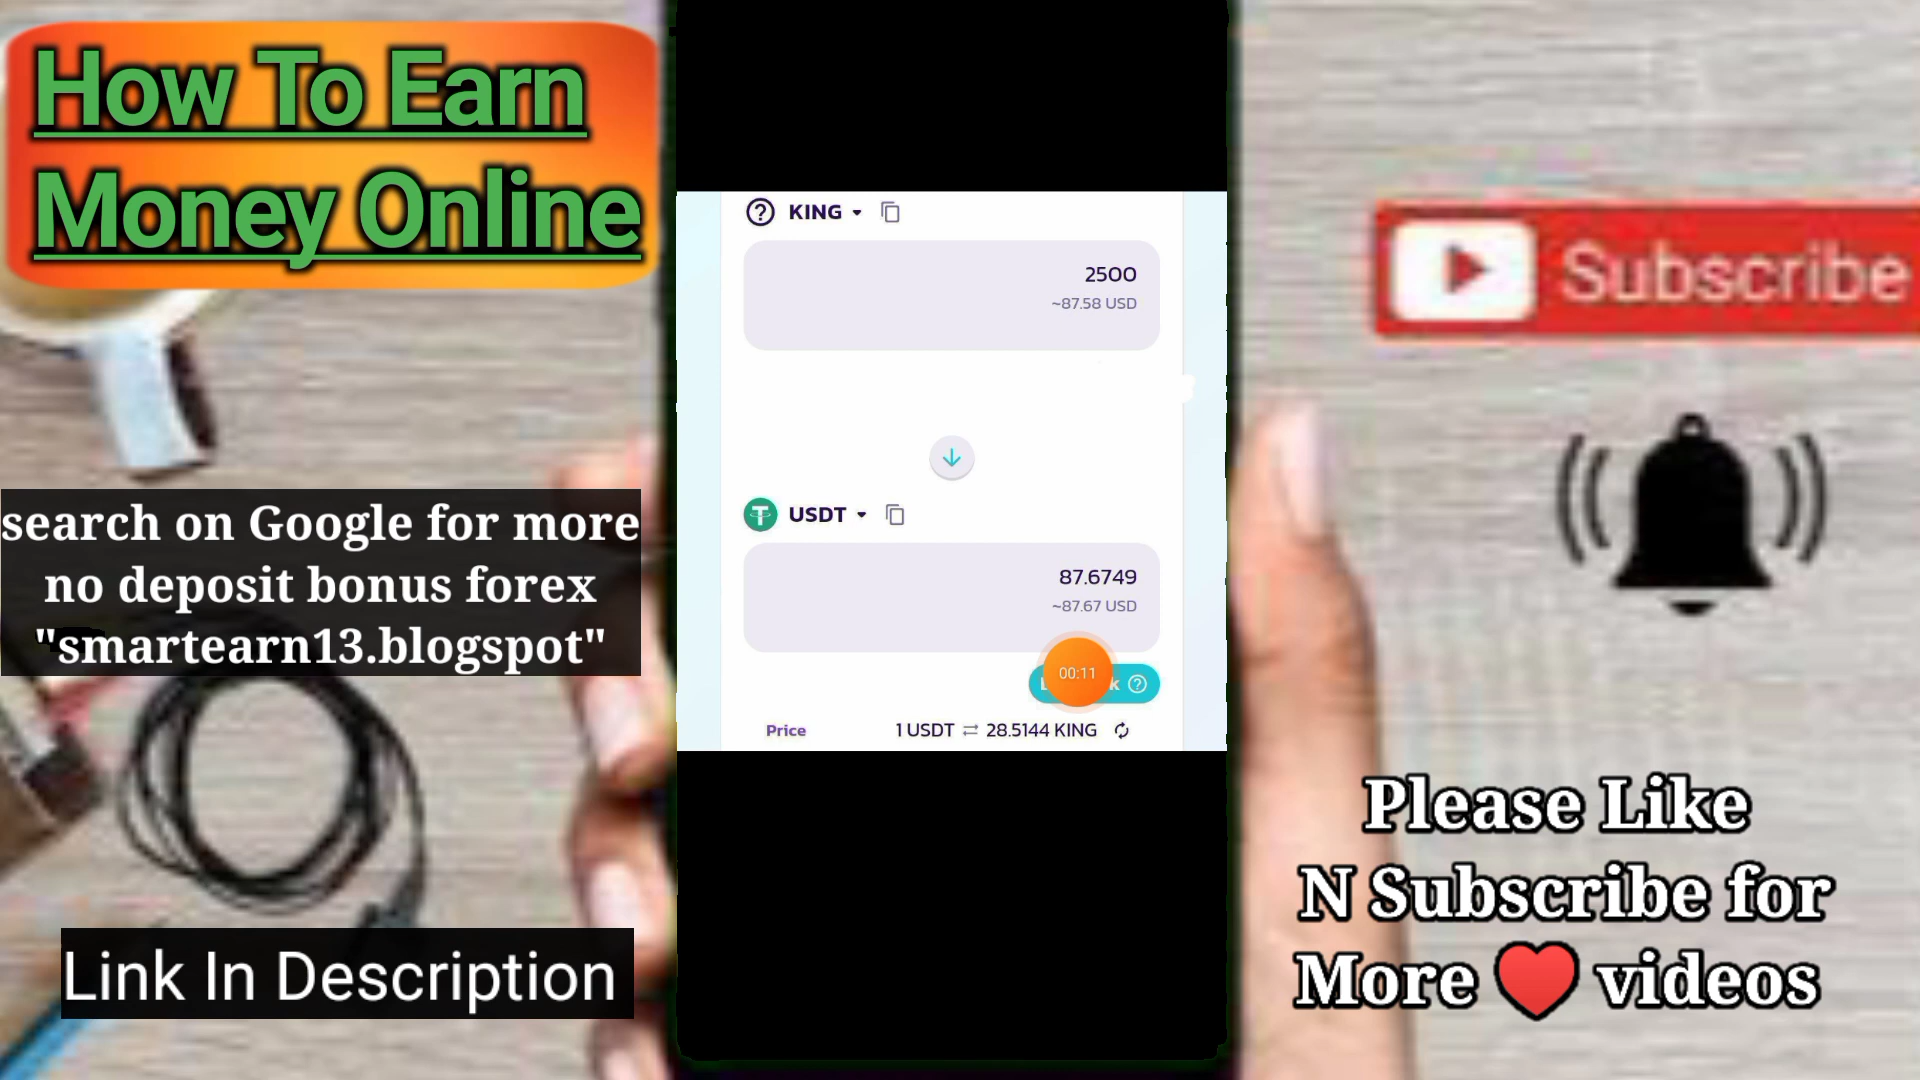 How To Earn
Money Online
search on Google for more
no deposit bonus forex
"smartearn13.blogspot"
Link In Description
KING
2500
~87.58 USD
USDT
87.6749
~87.67 USD
00:11
Price
1 USDT ⇄ 28.5144 KING
Subscribe
Please Like
N Subscribe for
More ❤ videos